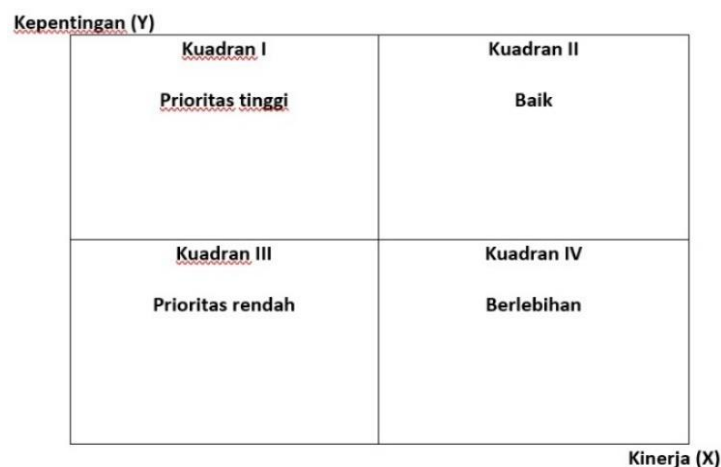 Kepentingan (Y)
Kuadran I
Prioritas tinggi
Kuadran II
Baik
Kuadran III
Prioritas rendah
Kuadran IV
Berlebihan
Kinerja (X)